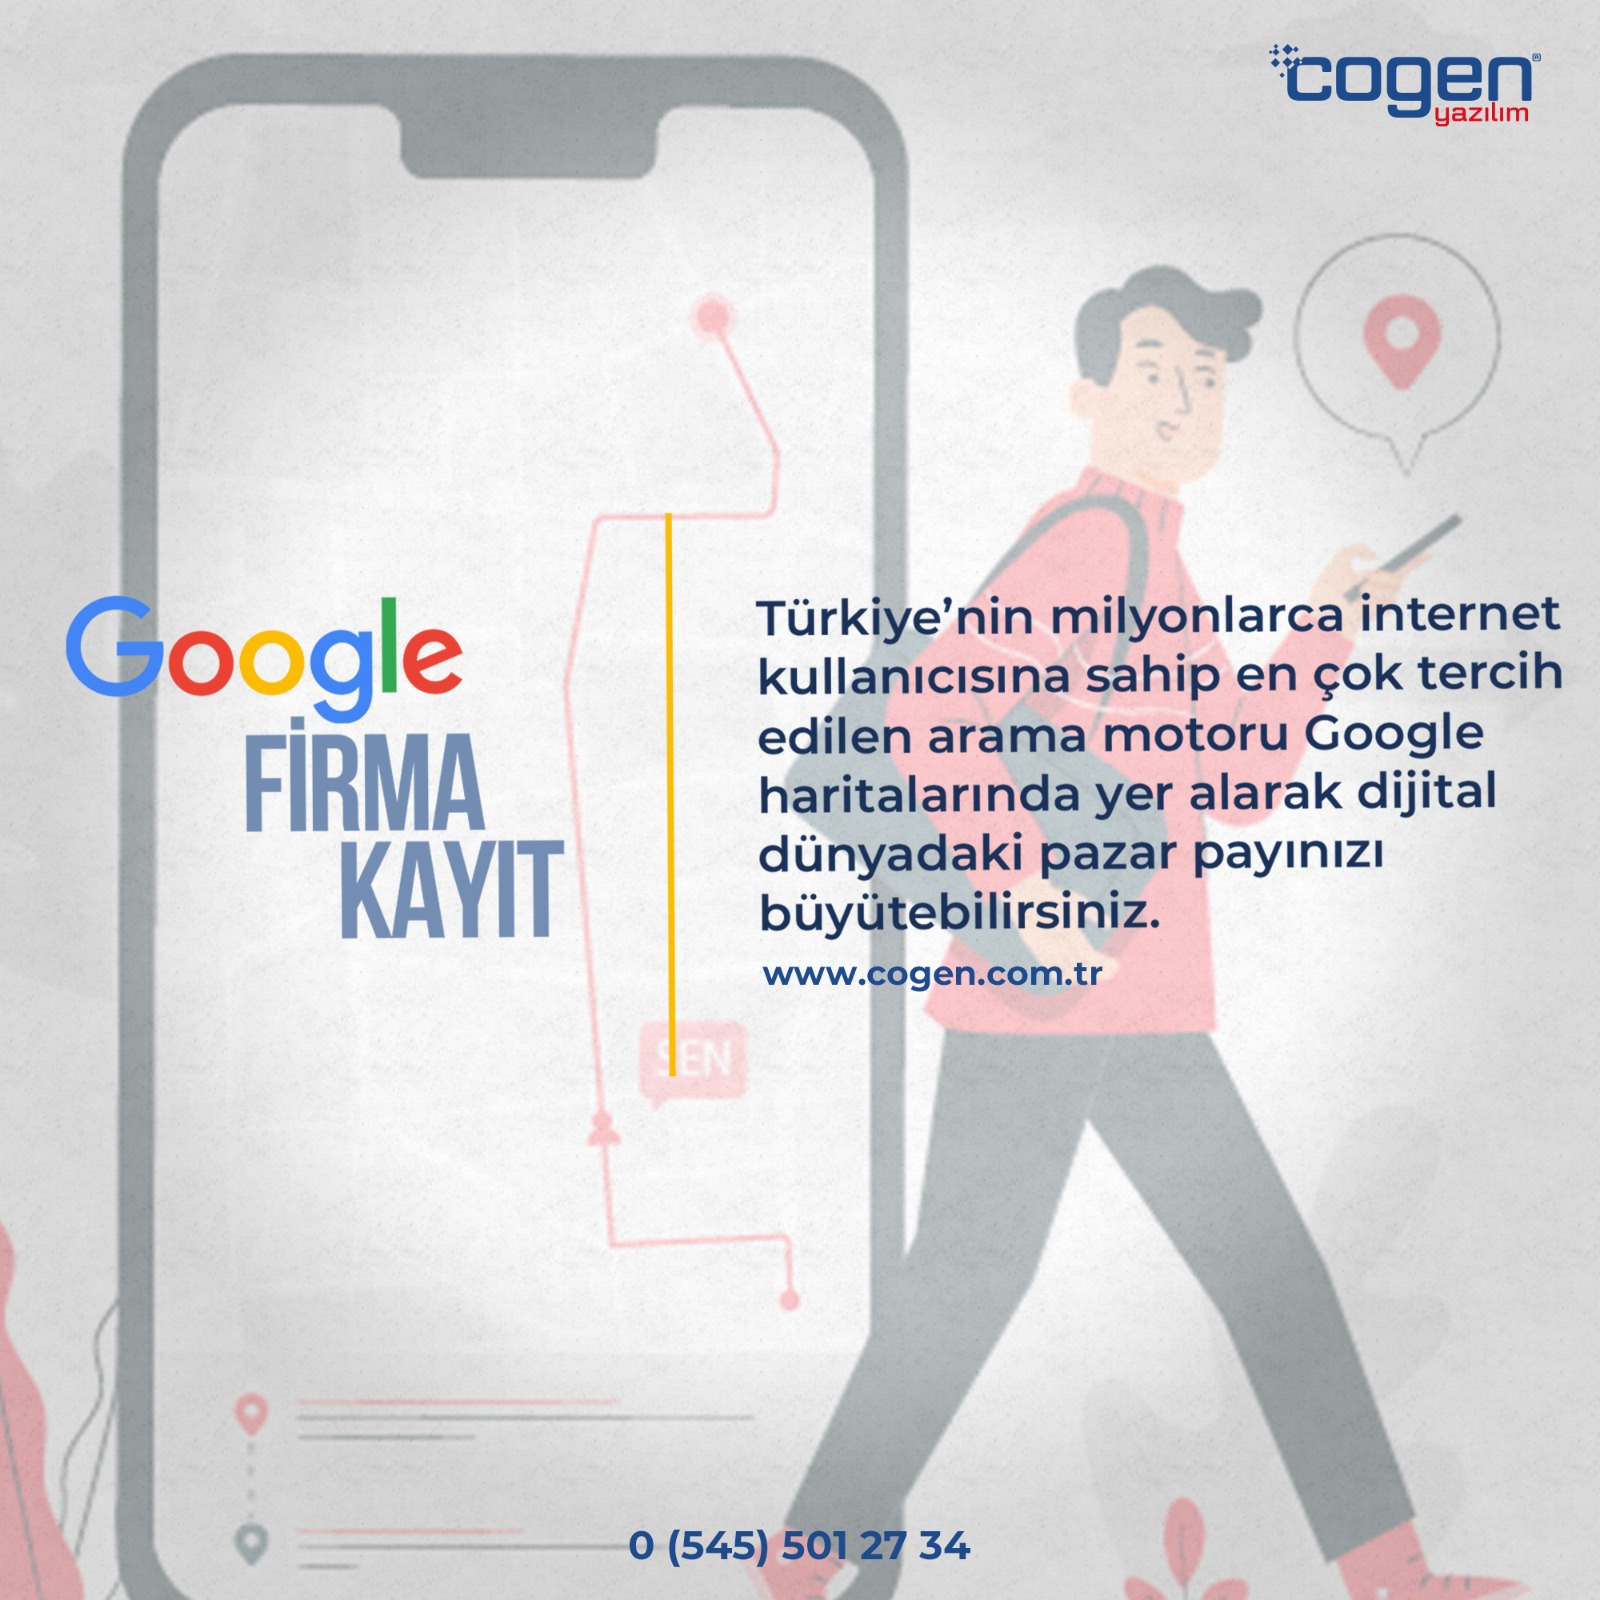 cogen®
yazılım
Google
FİRMA
KAYIT
Türkiye’nin milyonlarca internet
kullanıcısına sahip en çok tercih
edilen arama motoru Google
haritalarında yer alarak dijital
dünyadaki pazar payınızı
büyütebilirsiniz.
www.cogen.com.tr
SEN
0 (545) 501 27 34